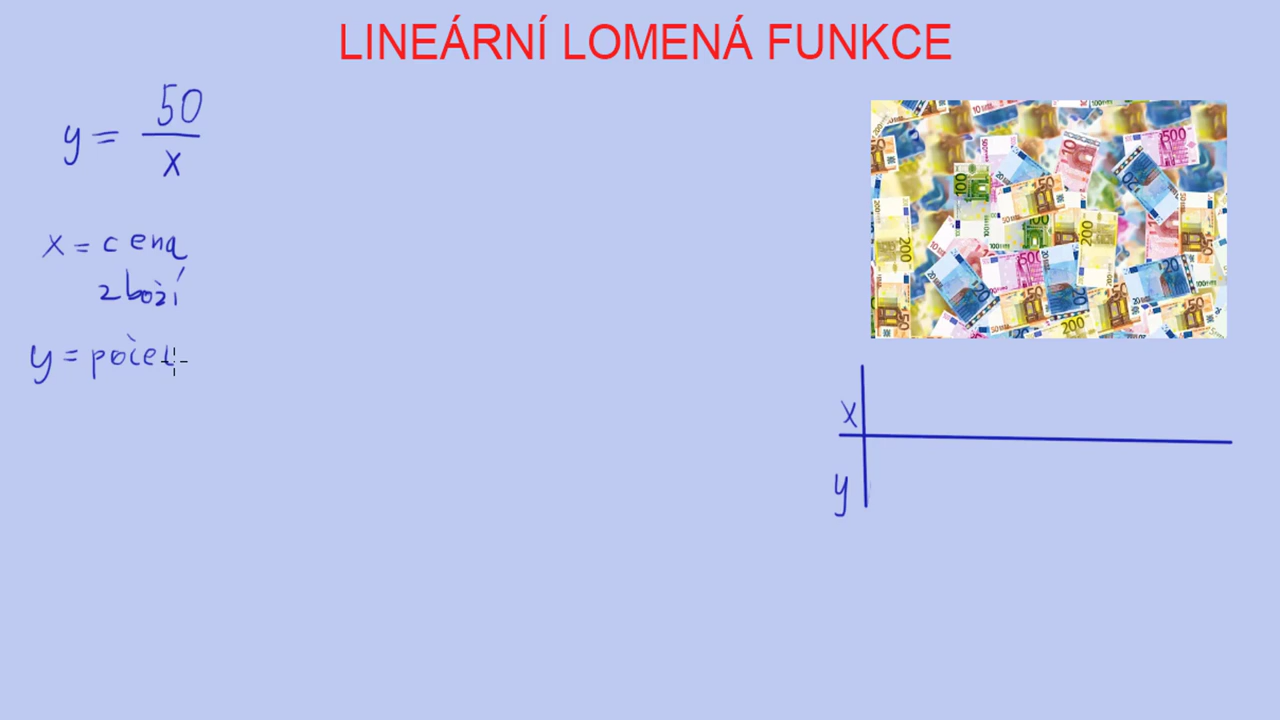 LINEÁRNÍ LOMENÁ FUNKCE
y = 50
x
x = cena
zboží
y = počet
x
y